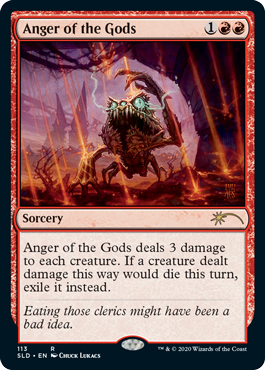 Anger of the Gods 1
Sorcery
Anger of the Gods deals 3 damage
to each creature. If a creature dealt
damage this way would die this turn,
exile it instead.
Eating those clerics might have been a
bad idea.
113 R
SLD • EN Chuck Lukacs
™ & © 2020 Wizards of the Coast